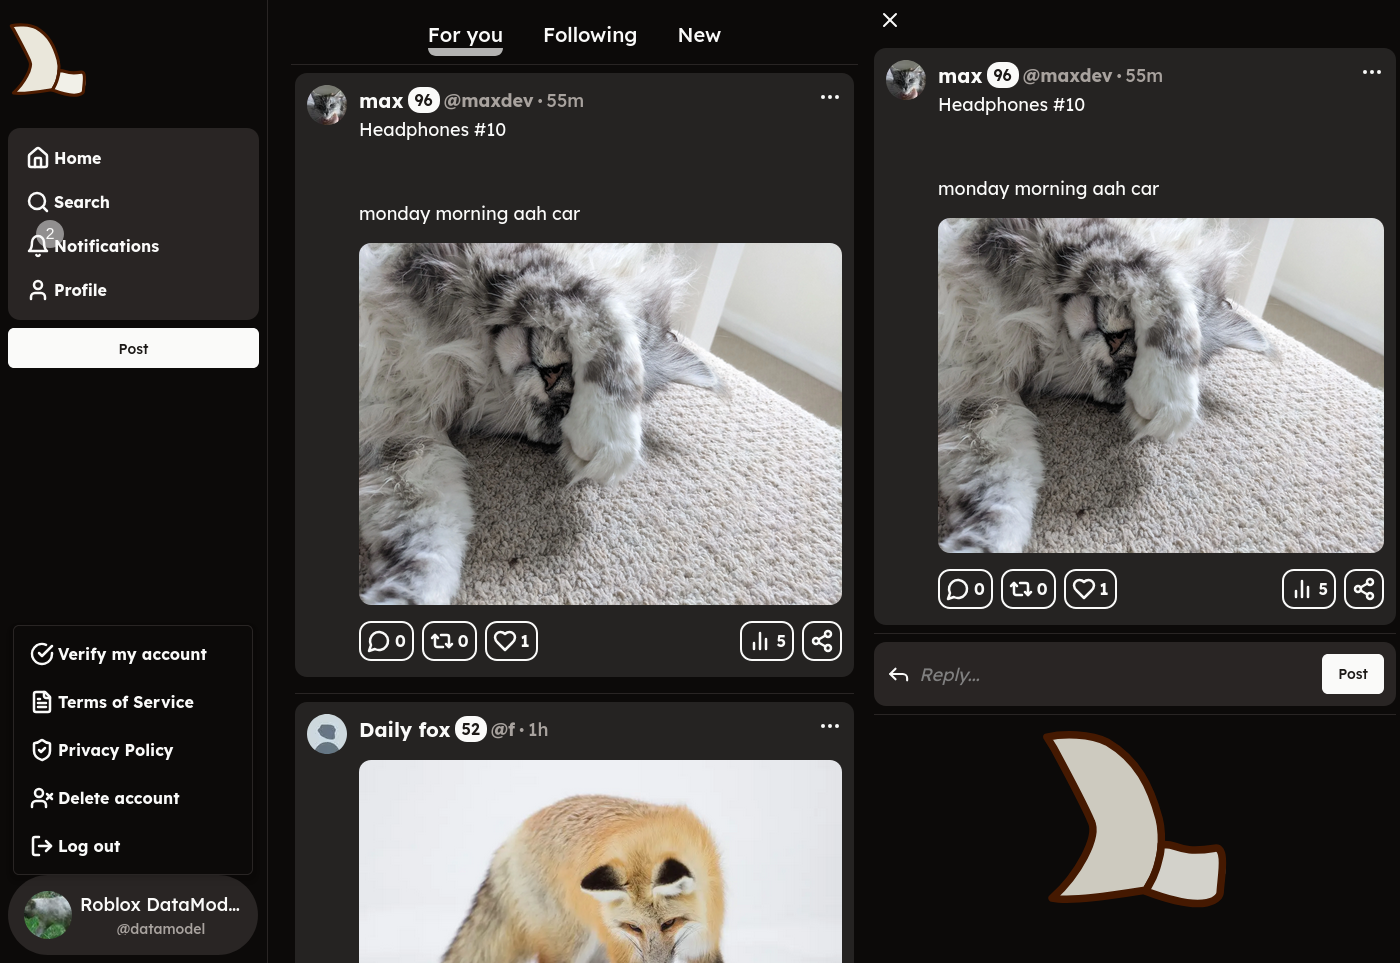 Home
Search
2
Notifications
Profile
Post
Verify my account
Terms of Service
Privacy Policy
Delete account
Log out
Roblox DataMod...
@datamodel
For you Following New
max 96 @maxdev • 55m
Headphones #10
monday morning aah car
0 0 1 5
Daily fox 52 @f • 1h
max 96 @maxdev • 55m
Headphones #10
monday morning aah car
0 0 1 5
Reply...
Post